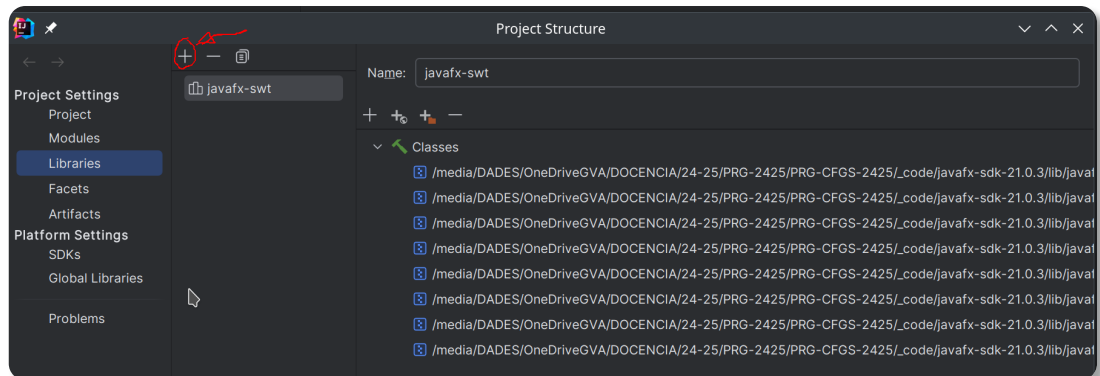 Project Structure
Project Settings
Project
Modules
Libraries
Facets
Artifacts
Platform Settings
SDKs
Global Libraries
Problems
javafx-swt
Name: javafx-swt
Classes
/media/DADES/OneDriveGVA/DOCENCIA/24-25/PRG-2425/PRG-CFGS-2425/_code/javafx-sdk-21.0.3/lib/javaf
/media/DADES/OneDriveGVA/DOCENCIA/24-25/PRG-2425/PRG-CFGS-2425/_code/javafx-sdk-21.0.3/lib/javaf
/media/DADES/OneDriveGVA/DOCENCIA/24-25/PRG-2425/PRG-CFGS-2425/_code/javafx-sdk-21.0.3/lib/javaf
/media/DADES/OneDriveGVA/DOCENCIA/24-25/PRG-2425/PRG-CFGS-2425/_code/javafx-sdk-21.0.3/lib/javaf
/media/DADES/OneDriveGVA/DOCENCIA/24-25/PRG-2425/PRG-CFGS-2425/_code/javafx-sdk-21.0.3/lib/javaf
/media/DADES/OneDriveGVA/DOCENCIA/24-25/PRG-2425/PRG-CFGS-2425/_code/javafx-sdk-21.0.3/lib/javaf
/media/DADES/OneDriveGVA/DOCENCIA/24-25/PRG-2425/PRG-CFGS-2425/_code/javafx-sdk-21.0.3/lib/javaf
/media/DADES/OneDriveGVA/DOCENCIA/24-25/PRG-2425/PRG-CFGS-2425/_code/javafx-sdk-21.0.3/lib/javaf